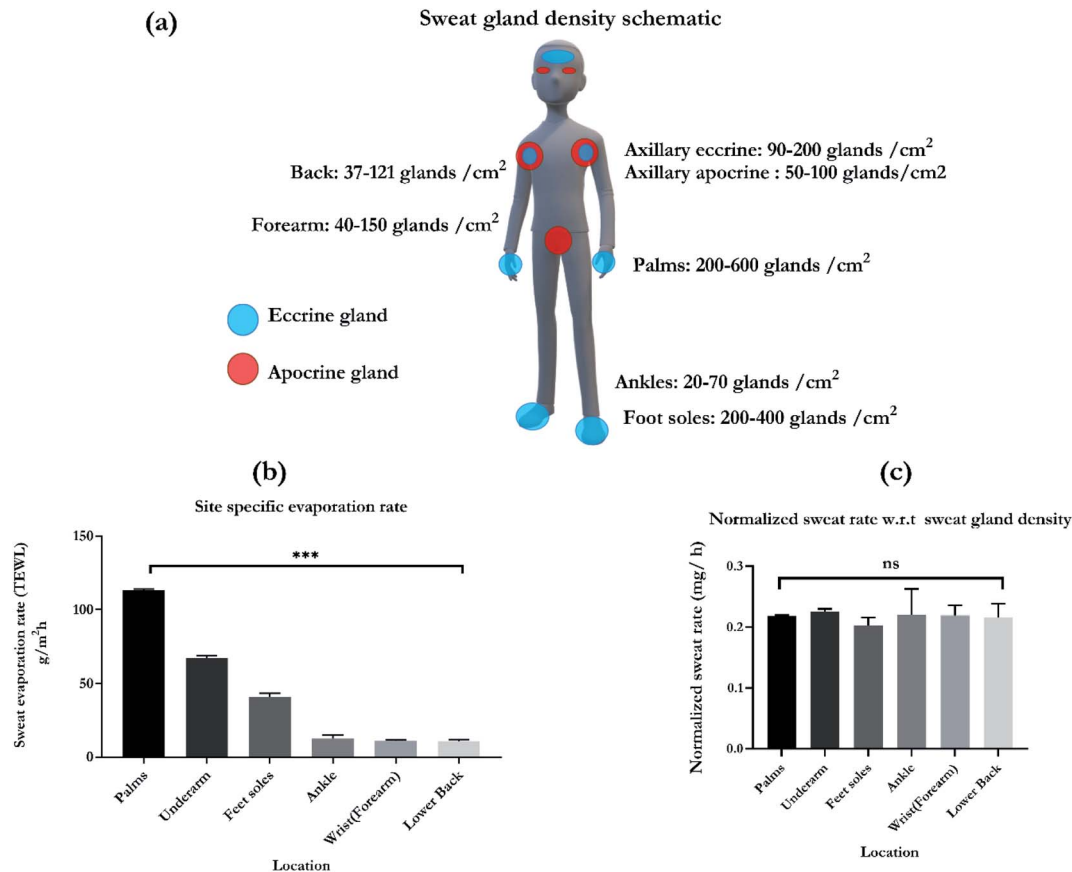 (a)
Sweat gland density schematic
Back: 37-121 glands /cm²
Axillary eccrine: 90-200 glands /cm²
Axillary apocrine : 50-100 glands/cm2
Forearm: 40-150 glands /cm²
Palms: 200-600 glands /cm²
Eccrine gland
Apocrine gland
Ankles: 20-70 glands /cm²
Foot soles: 200-400 glands /cm²
(b)
Site specific evaporation rate
Sweat evaporation rate (TEWL)
g/m²h
150
100
50
0
***
Palms
Underarm
Feet soles
Ankle
Wrist(Forearm)
Lower Back
Location
(c)
Normalized sweat rate w.r.t sweat gland density
Normalized sweat rate (mg/ h)
0.3
0.2
0.1
0.0
ns
Palms
Underarm
Feet soles
Ankle
Wrist(Forearm)
Lower Back
Location